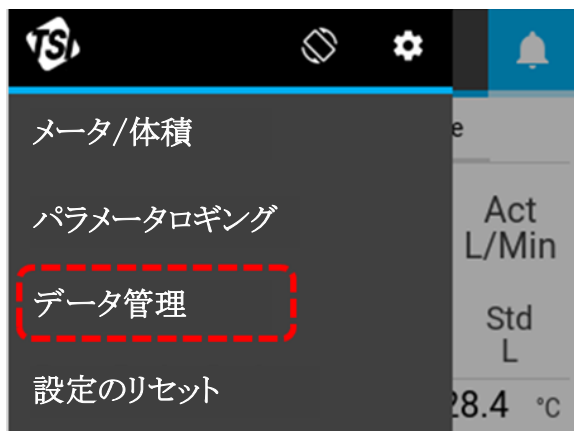 TSI
メータ/体積
e
パラメータロギング
Act
L/Min
データ管理
Std
L
設定のリセット
28.4 °C